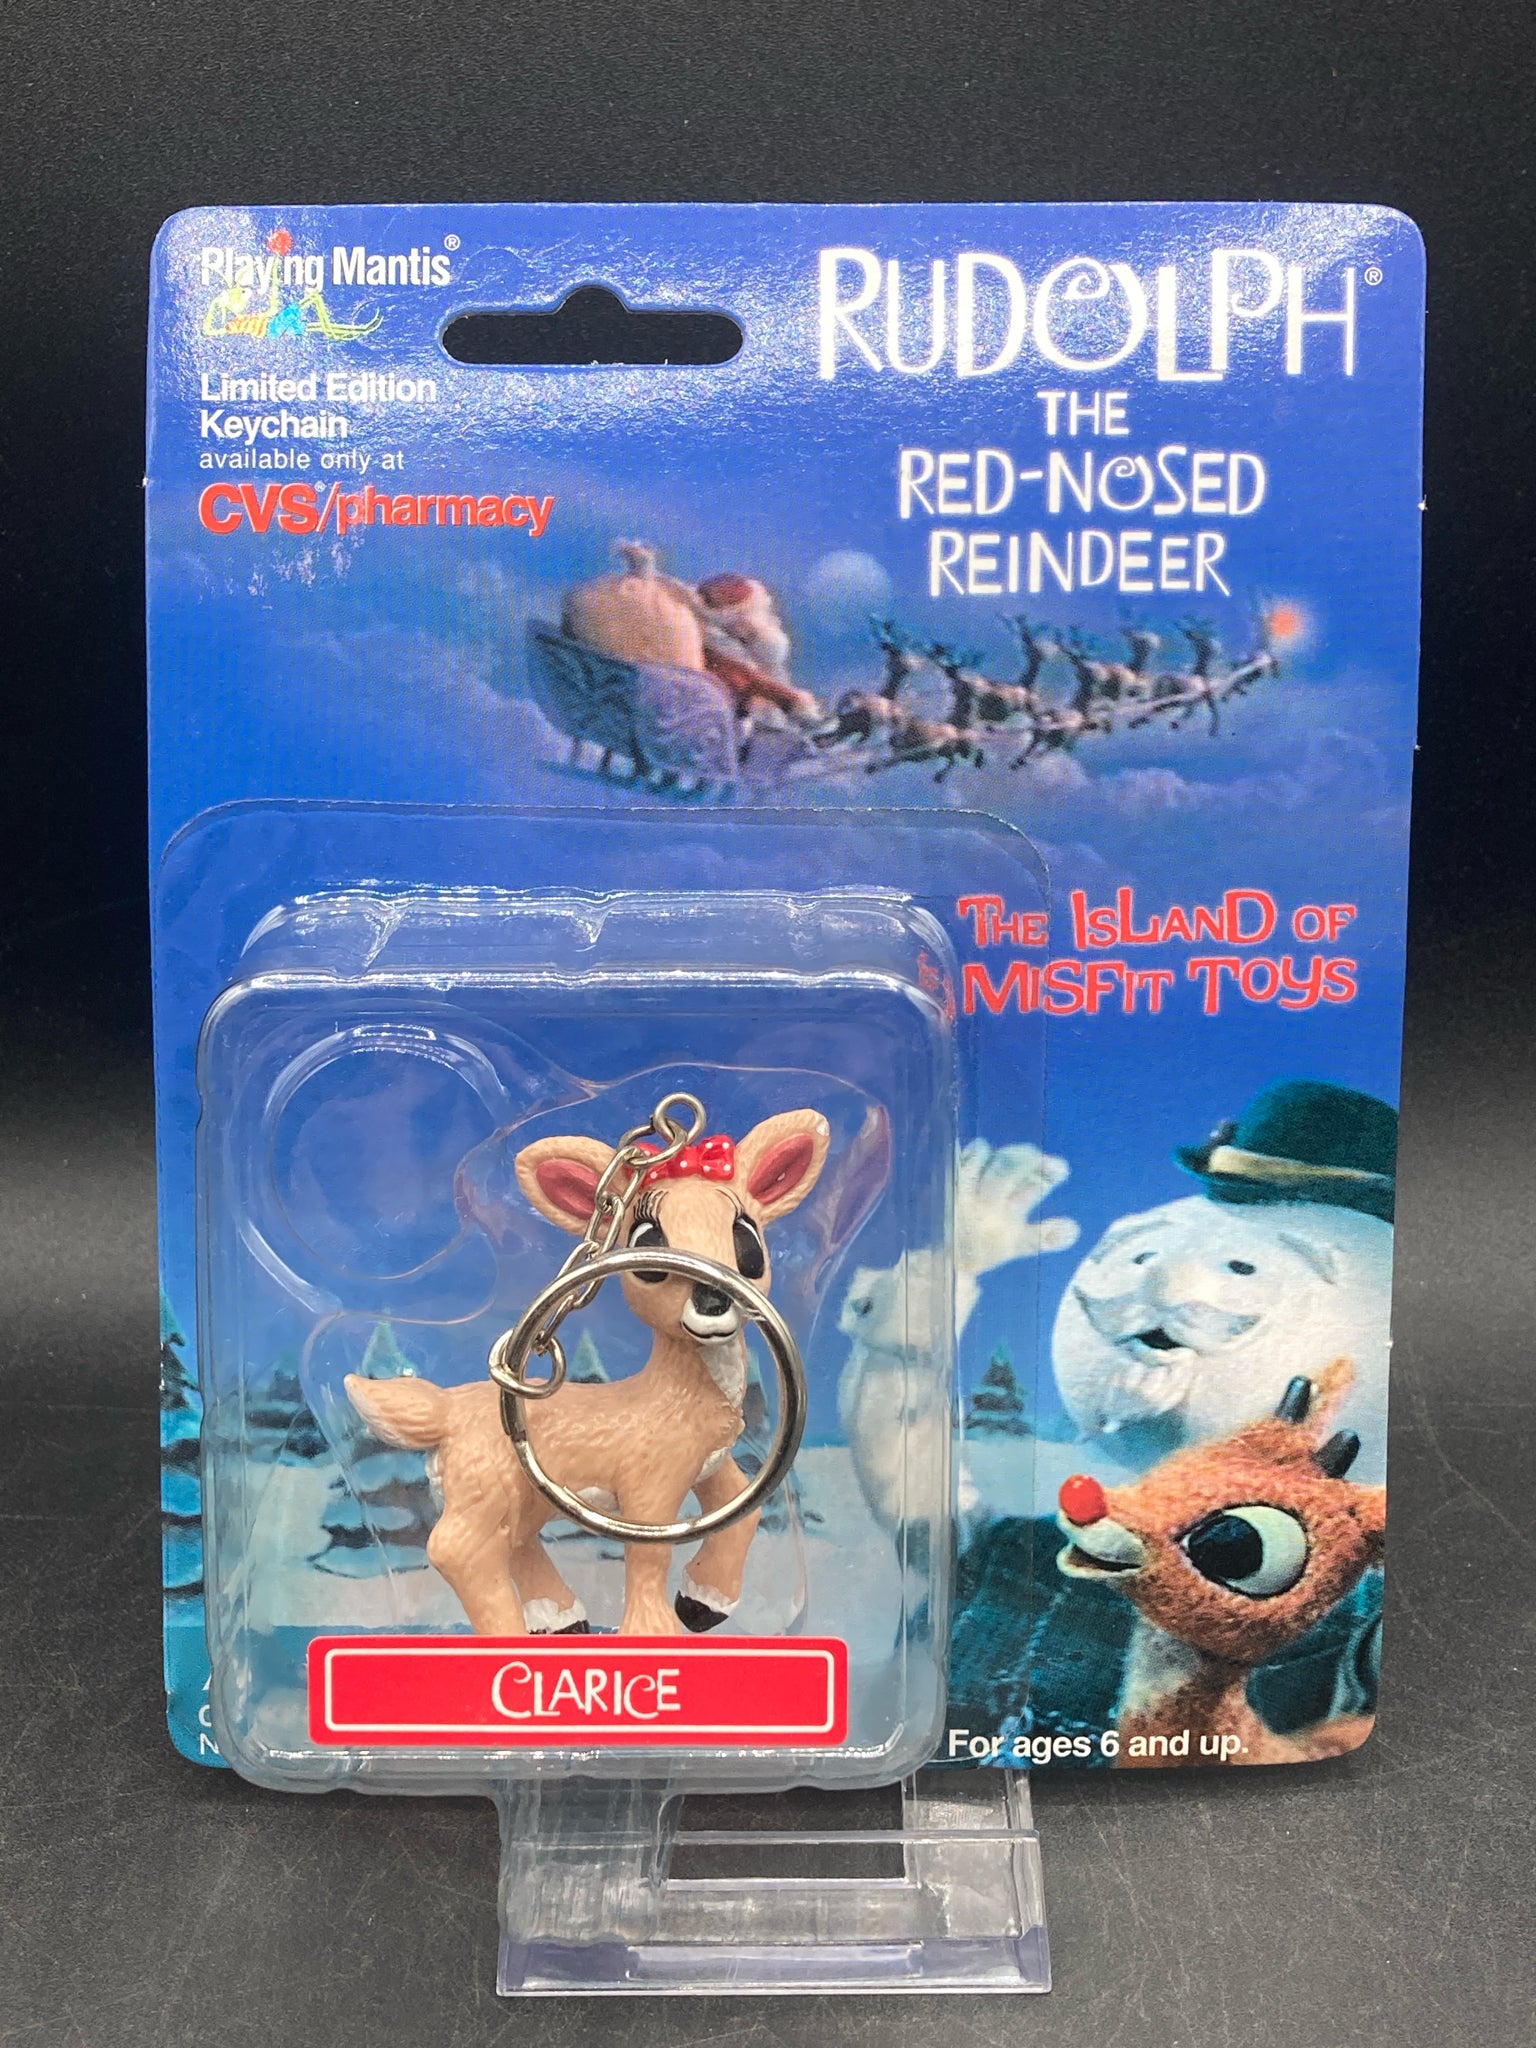 Playing Mantis®
Limited Edition
Keychain
available only at
CVS®/pharmacy
RUDOLPH®
THE
RED-NOSED
REINDEER
THE ISLAND OF
MISFIT TOYS
CLARICE
For ages 6 and up.